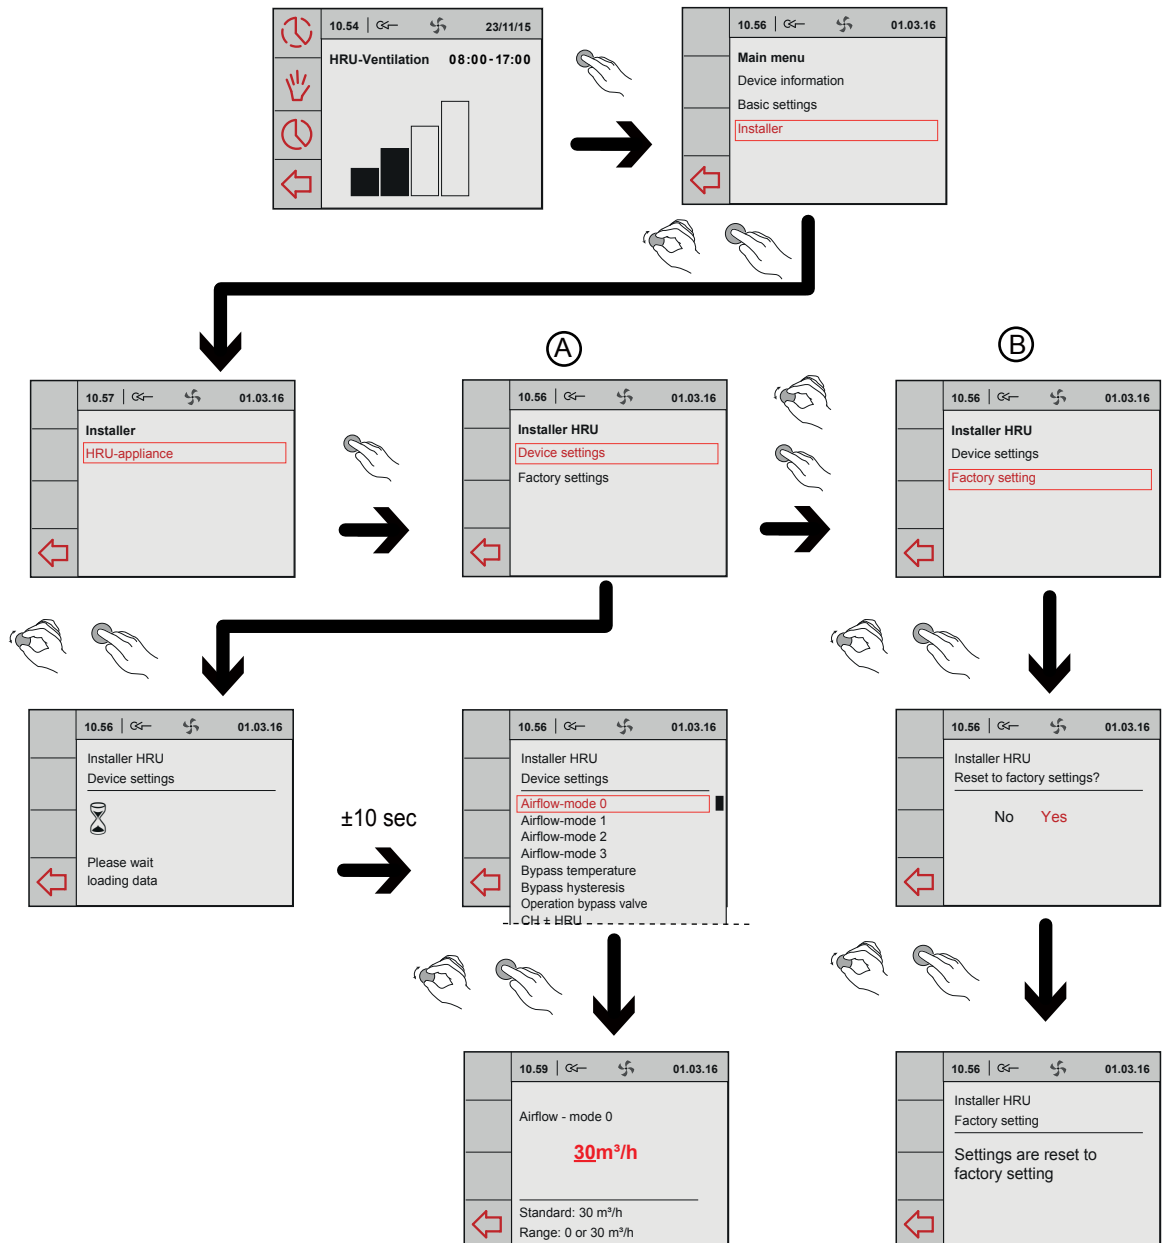 10.54 23/11/15
HRU-Ventilation 08:00-17:00
10.56 01.03.16
Main menu
Device information
Basic settings
Installer
10.57 01.03.16
Installer
HRU-appliance
A
10.56 01.03.16
Installer HRU
Device settings
Factory settings
B
10.56 01.03.16
Installer HRU
Device settings
Factory setting
10.56 01.03.16
Installer HRU
Device settings
Please wait
loading data
±10 sec
10.56 01.03.16
Installer HRU
Device settings
Airflow-mode 0
Airflow-mode 1
Airflow-mode 2
Airflow-mode 3
Bypass temperature
Bypass hysteresis
Operation bypass valve
CH + HRU
10.56 01.03.16
Installer HRU
Reset to factory settings?
No Yes
10.59 01.03.16
Airflow - mode 0
30m³/h
Standard: 30 m³/h
Range: 0 or 30 m³/h
10.56 01.03.16
Installer HRU
Factory setting
Settings are reset to
factory setting